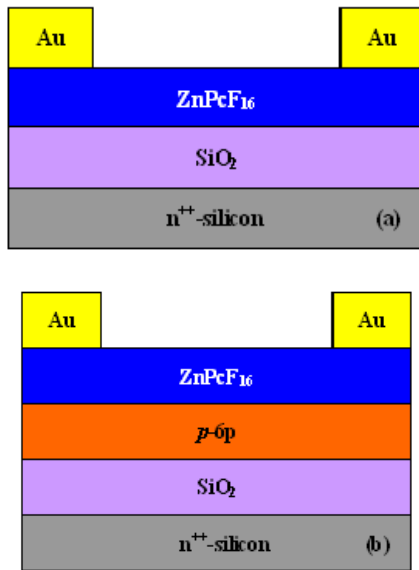 Au Au
ZnPcF₁₆
SiO₂
n⁺⁺-silicon (a)
Au Au
ZnPcF₁₆
p-6p
SiO₂
n⁺⁺-silicon (b)